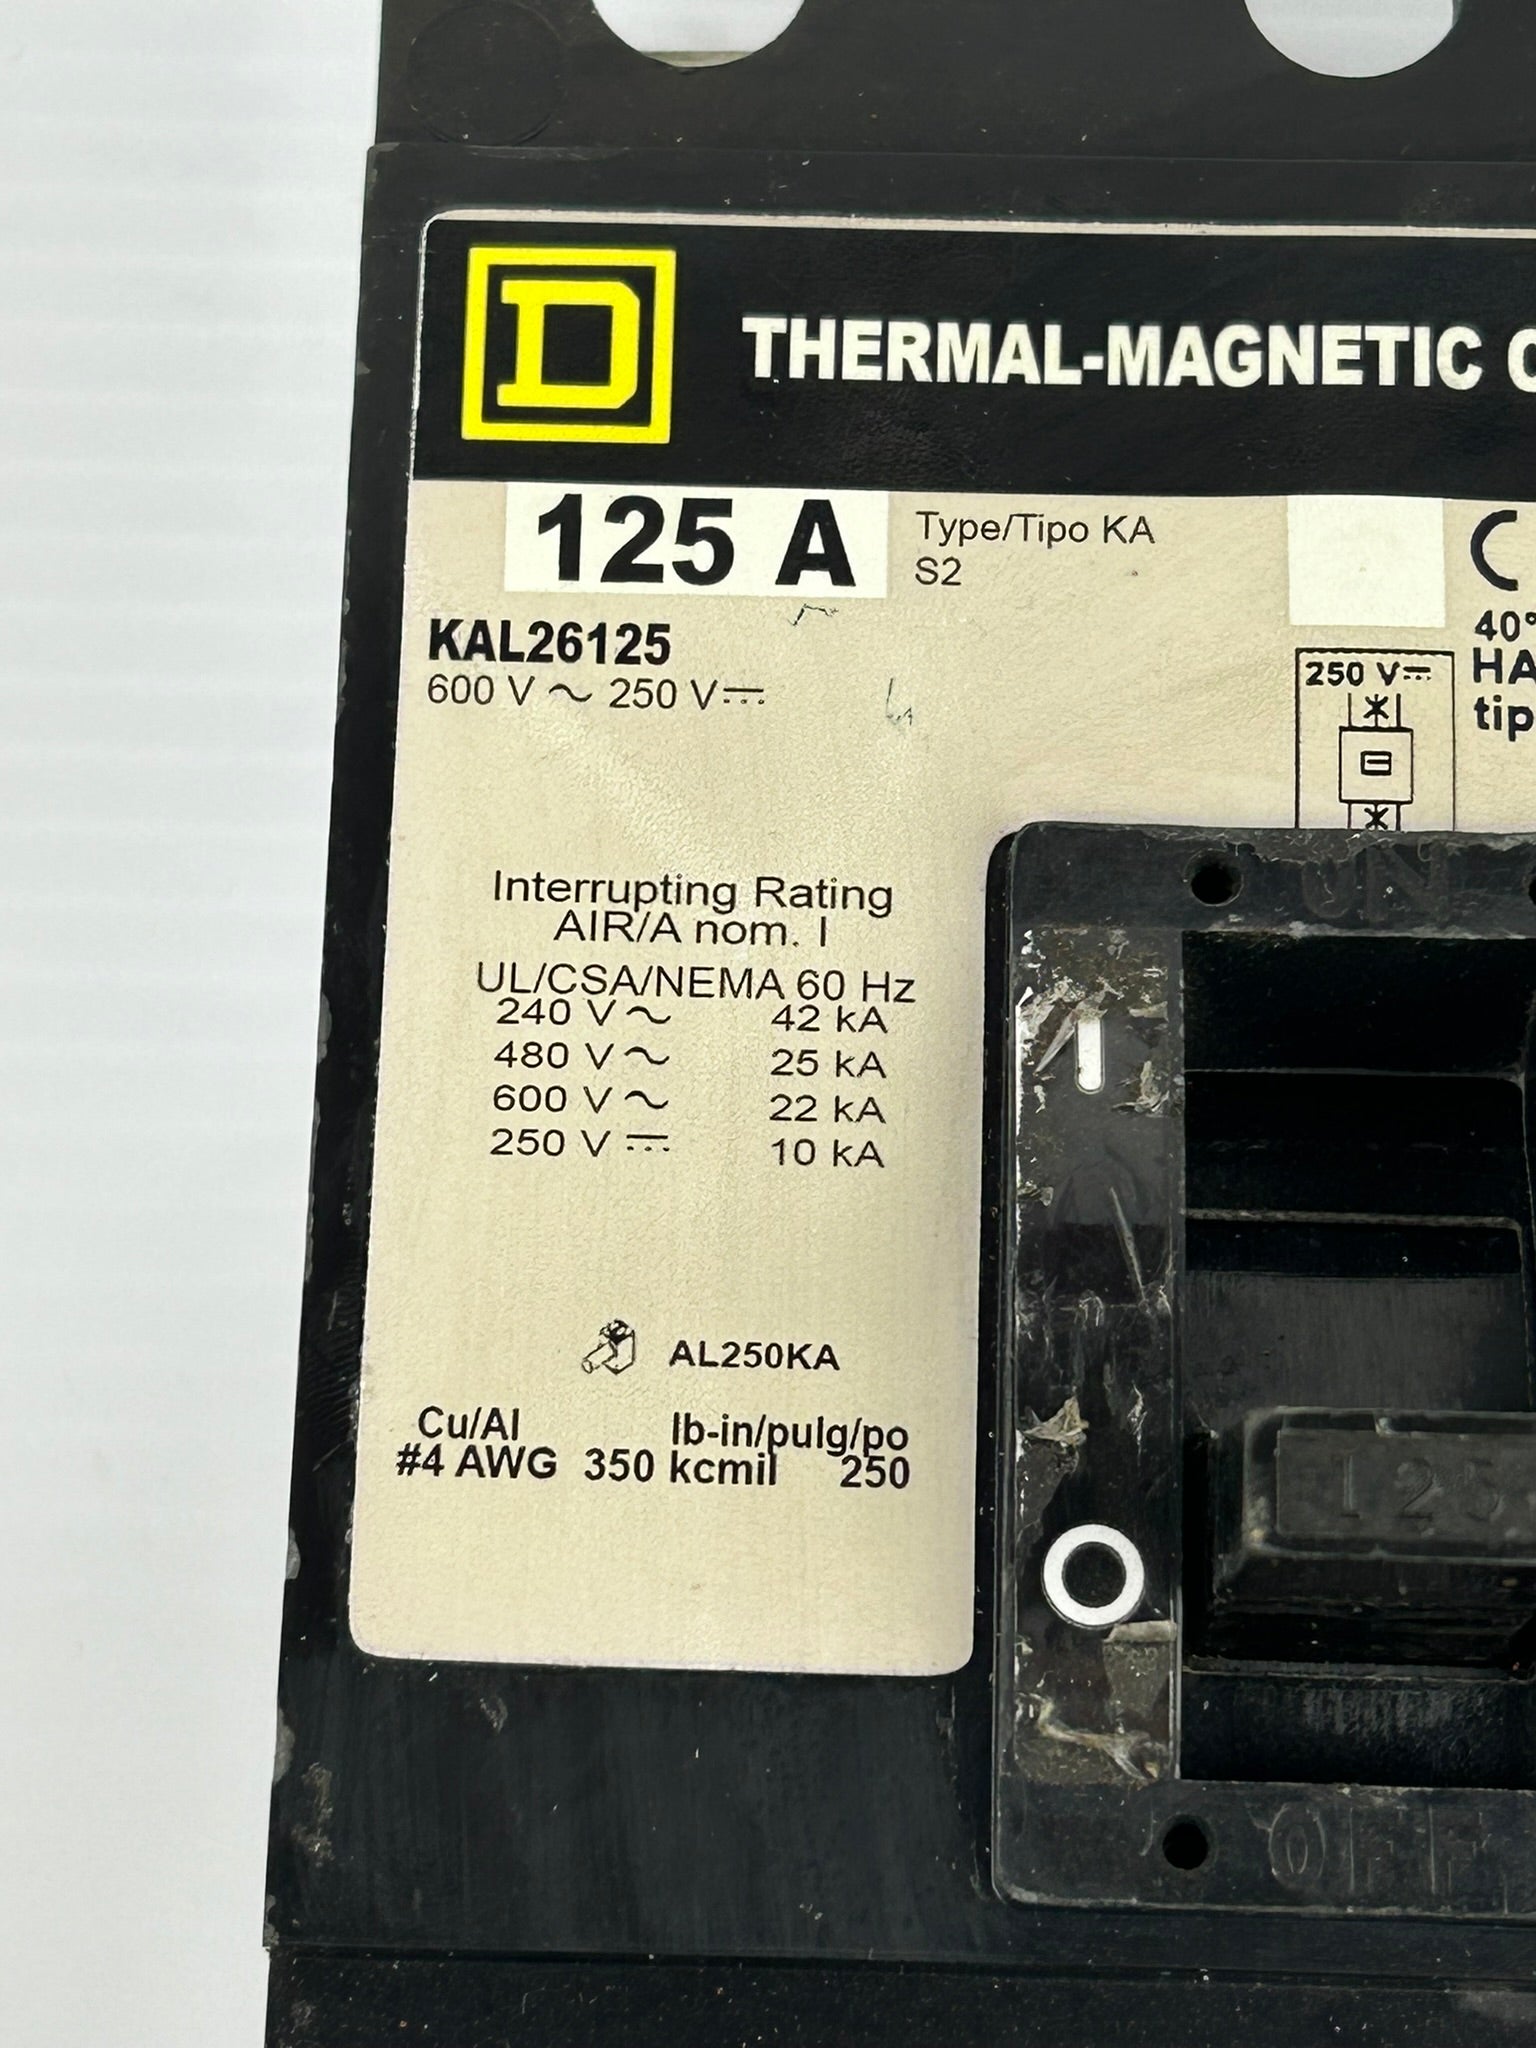 D
THERMAL-MAGNETIC C
125 A
Type/Tipo KA
S2
KAL26125
600 V ~ 250 V⎓
40°
HA
tip
250 V⎓
Interrupting Rating
AIR/A nom. I
UL/CSA/NEMA 60 Hz
240 V ~ 42 kA
480 V ~ 25 kA
600 V ~ 22 kA
250 V ⎓ 10 kA
AL250KA
Cu/Al lb-in/pulg/po
#4 AWG 350 kcmil 250
ON
I
125
O
OFF